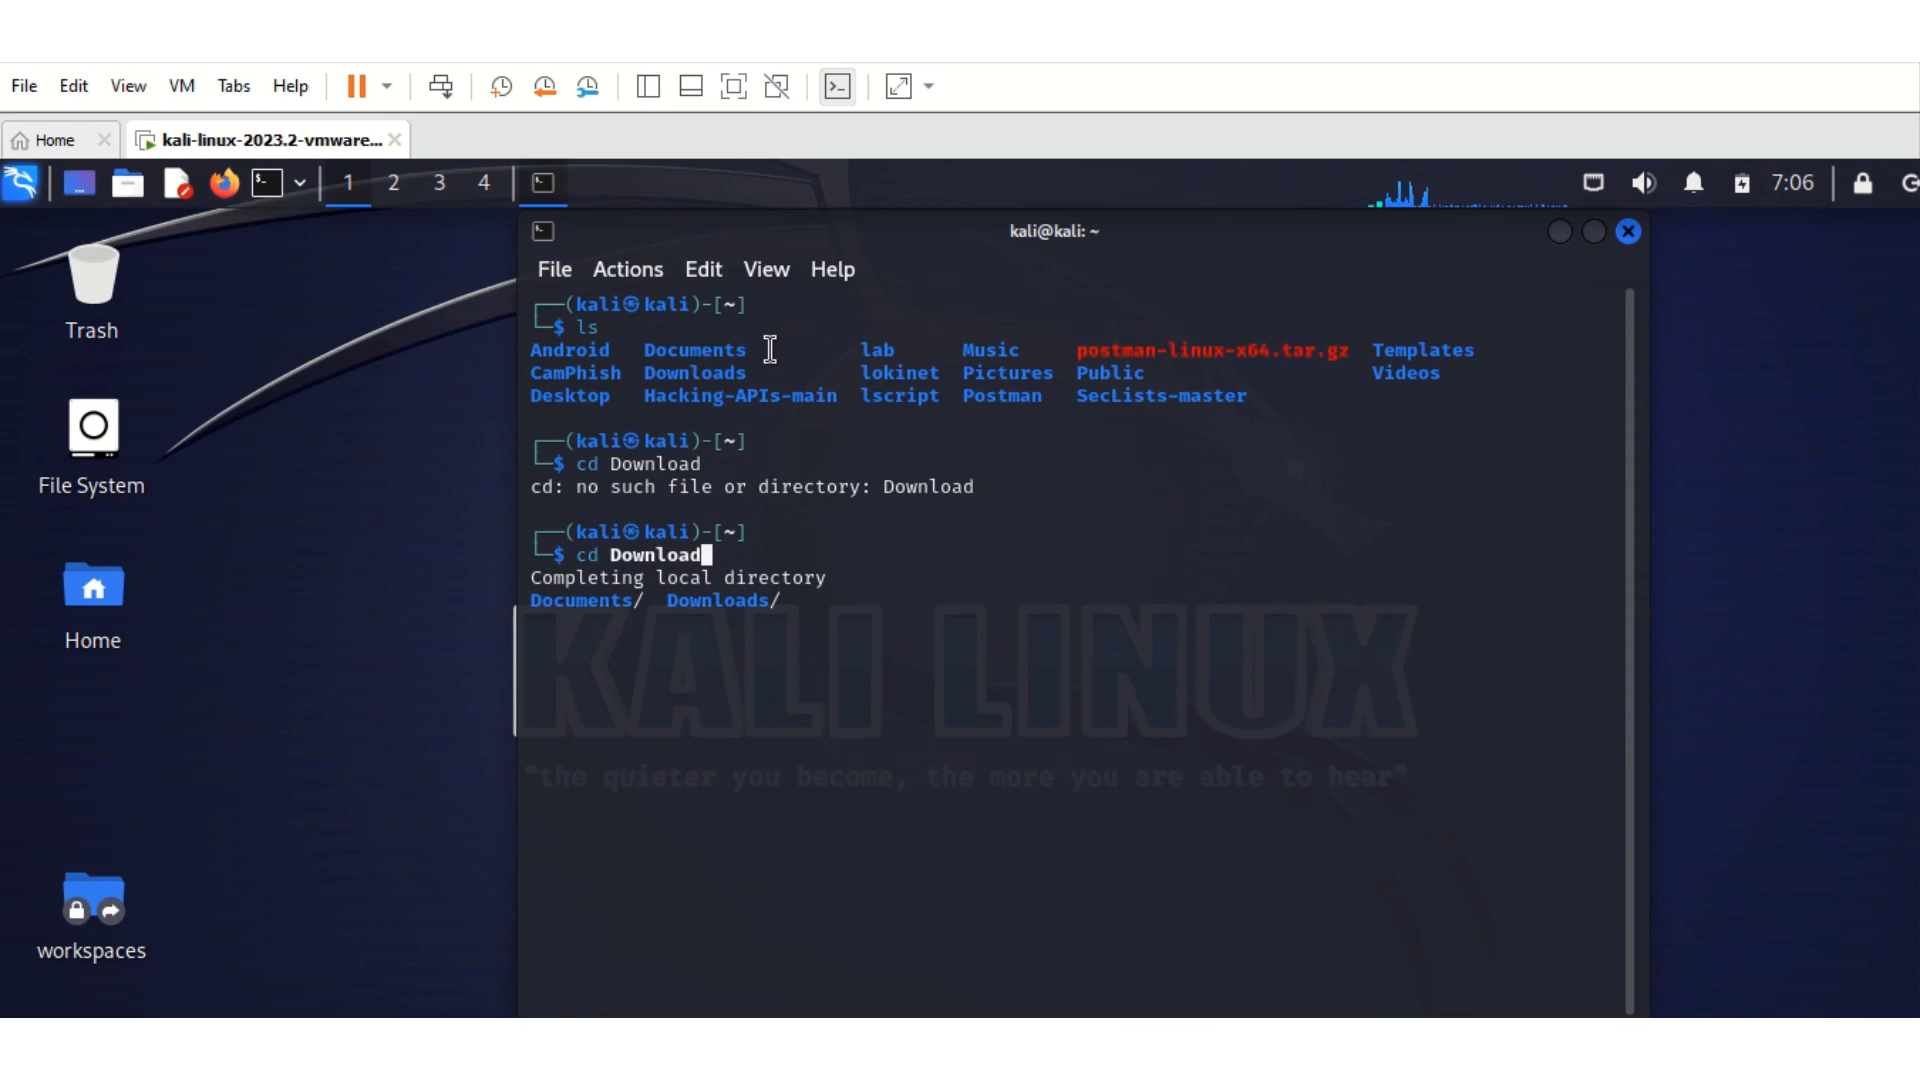 File Edit View VM Tabs Help
Home kali-linux-2023.2-vmware...
1 2 3 4 7:06
kali@kali: ~
File Actions Edit View Help
Trash
File System
Home
workspaces
┌──(kali㉿kali)-[~]
└─$ ls
Android Documents lab Music postman-linux-x64.tar.gz Templates
CamPhish Downloads lokinet Pictures Public Videos
Desktop Hacking-APIs-main lscript Postman SecLists-master
┌──(kali㉿kali)-[~]
└─$ cd Download
cd: no such file or directory: Download
┌──(kali㉿kali)-[~]
└─$ cd Download
Completing local directory
Documents/ Downloads/
KALI LINUX
"the quieter you become, the more you are able to hear"